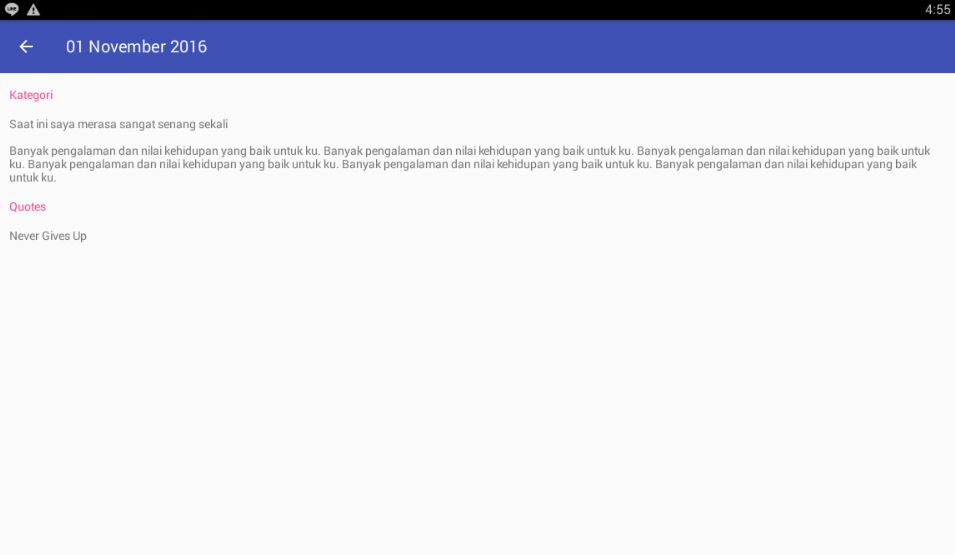 LINE
4:55
01 November 2016
Kategori
Saat ini saya merasa sangat senang sekali
Banyak pengalaman dan nilai kehidupan yang baik untuk ku. Banyak pengalaman dan nilai kehidupan yang baik untuk ku. Banyak pengalaman dan nilai kehidupan yang baik untuk
ku. Banyak pengalaman dan nilai kehidupan yang baik untuk ku. Banyak pengalaman dan nilai kehidupan yang baik untuk ku. Banyak pengalaman dan nilai kehidupan yang baik
untuk ku.
Quotes
Never Gives Up